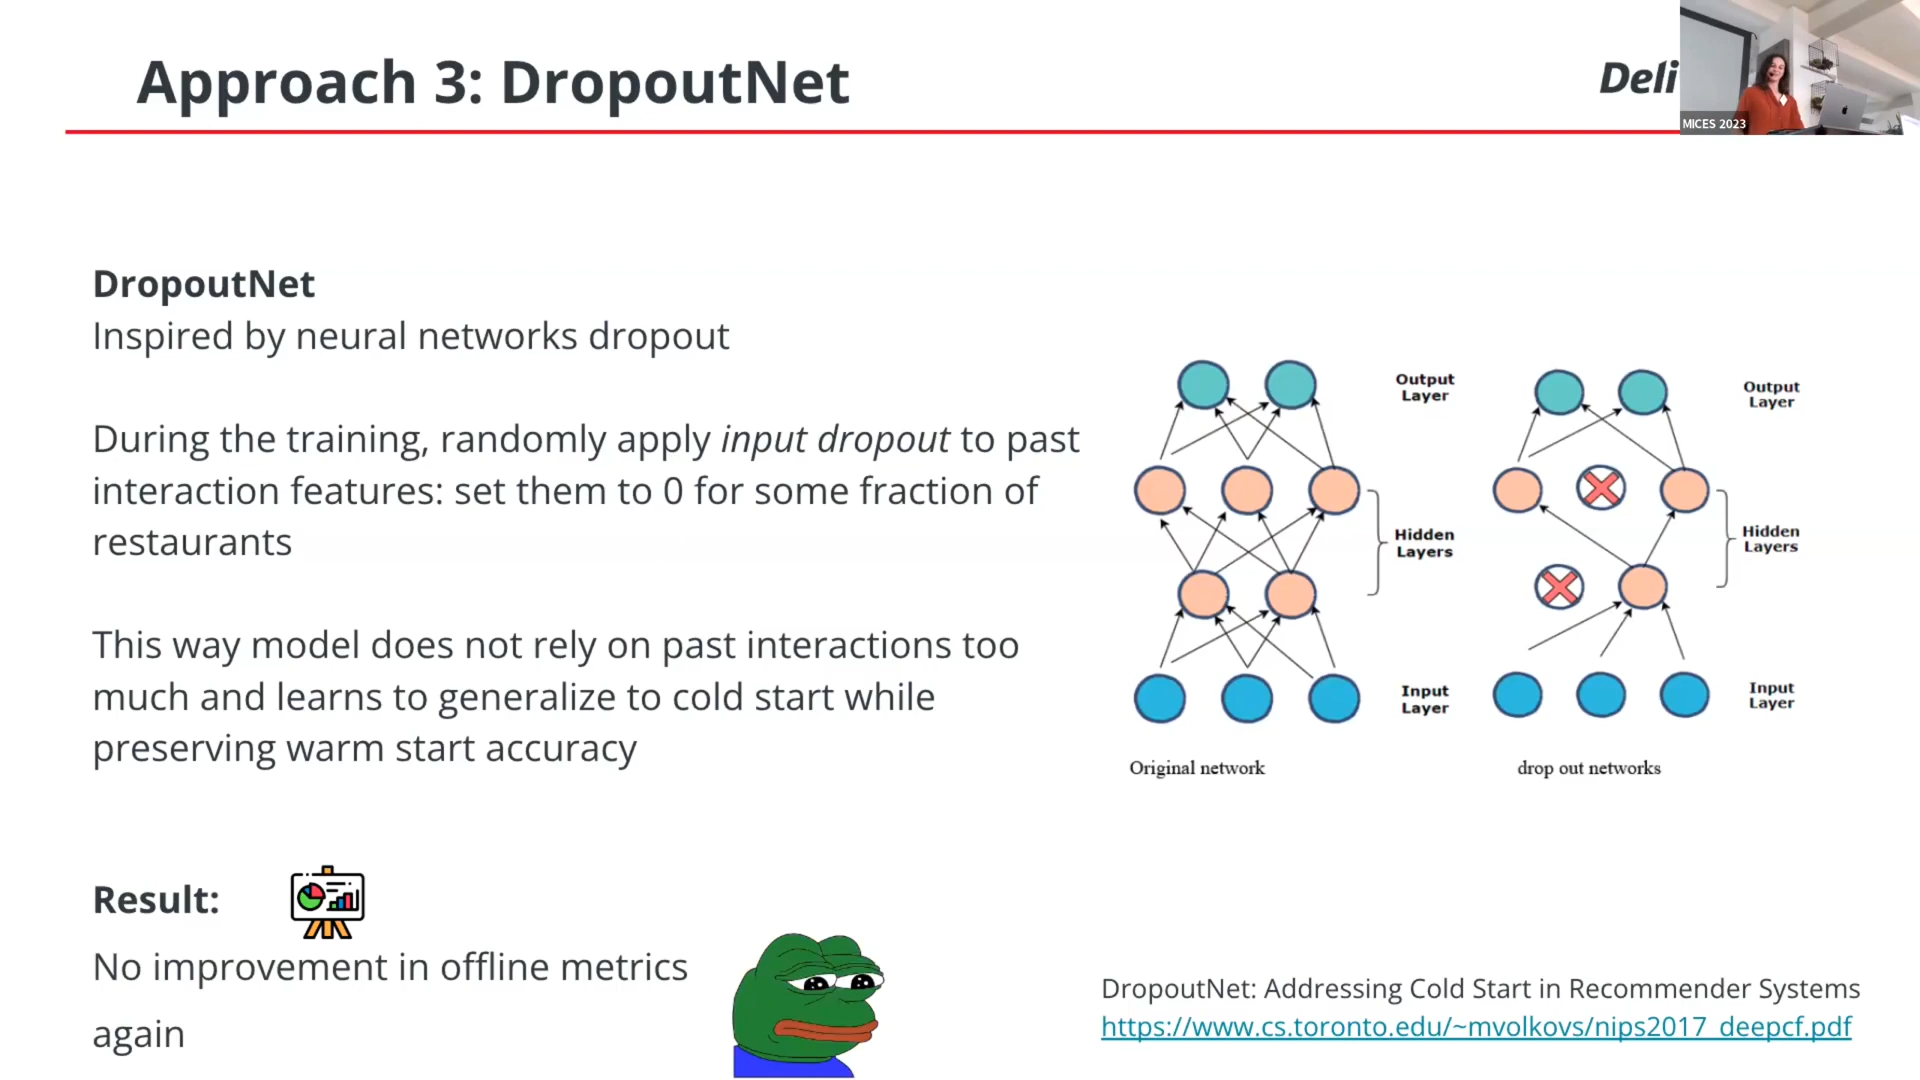 Approach 3: DropoutNet
Deli
MICES 2023
DropoutNet
Inspired by neural networks dropout
During the training, randomly apply input dropout to past
interaction features: set them to 0 for some fraction of
restaurants
This way model does not rely on past interactions too
much and learns to generalize to cold start while
preserving warm start accuracy
Output
Layer
Hidden
Layers
Input
Layer
Original network
Output
Layer
Hidden
Layers
Input
Layer
drop out networks
Result:
No improvement in offline metrics
again
DropoutNet: Addressing Cold Start in Recommender Systems
https://www.cs.toronto.edu/~mvolkovs/nips2017_deepcf.pdf